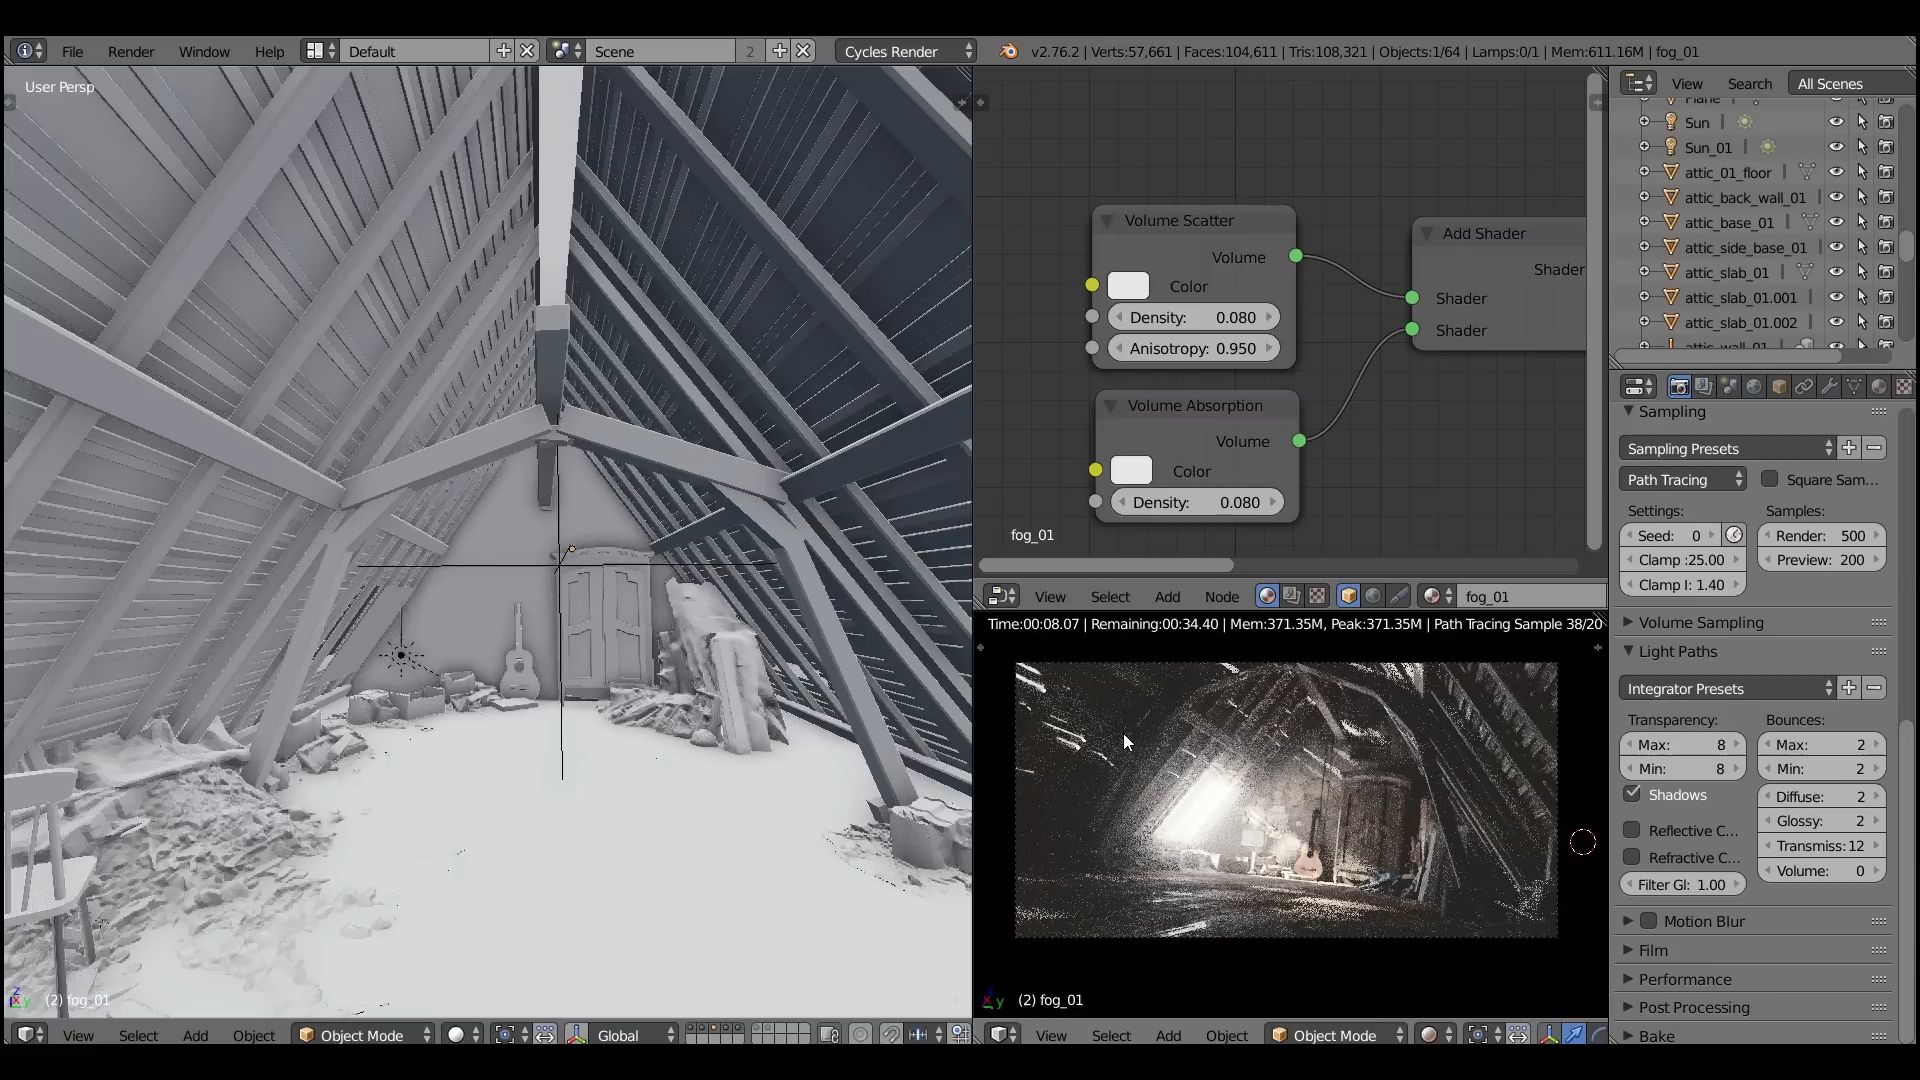 File Render Window Help Default Scene 2 Cycles Render v2.76.2 | Verts:57,661 | Faces:104,611 | Tris:108,321 | Objects:1/64 | Lamps:0/1 | Mem:611.16M | fog_01
User Persp
(2) fog_01
View Select Add Object Object Mode Global
Volume Scatter
Volume
Color
Density: 0.080
Anisotropy: 0.950
Volume Absorption
Volume
Color
Density: 0.080
Add Shader
Shader
Shader
Shader
fog_01
View Select Add Node fog_01
Time:00:08.07 | Remaining:00:34.40 | Mem:371.35M, Peak:371.35M | Path Tracing Sample 38/20
(2) fog_01
View Select Add Object Object Mode
View Search All Scenes
Plane
Sun
Sun_01
attic_01_floor
attic_back_wall_01
attic_base_01
attic_side_base_01
attic_slab_01
attic_slab_01.001
attic_slab_01.002
attic_wall_01
Sampling
Sampling Presets
Path Tracing Square Sam...
Settings: Samples:
Seed: 0 Render: 500
Clamp :25.00 Preview: 200
Clamp I: 1.40
Volume Sampling
Light Paths
Integrator Presets
Transparency: Bounces:
Max: 8 Max: 2
Min: 8 Min: 2
Shadows Diffuse: 2
Glossy: 2
Reflective C...
Transmiss: 12
Refractive C...
Volume: 0
Filter Gl: 1.00
Motion Blur
Film
Performance
Post Processing
Bake